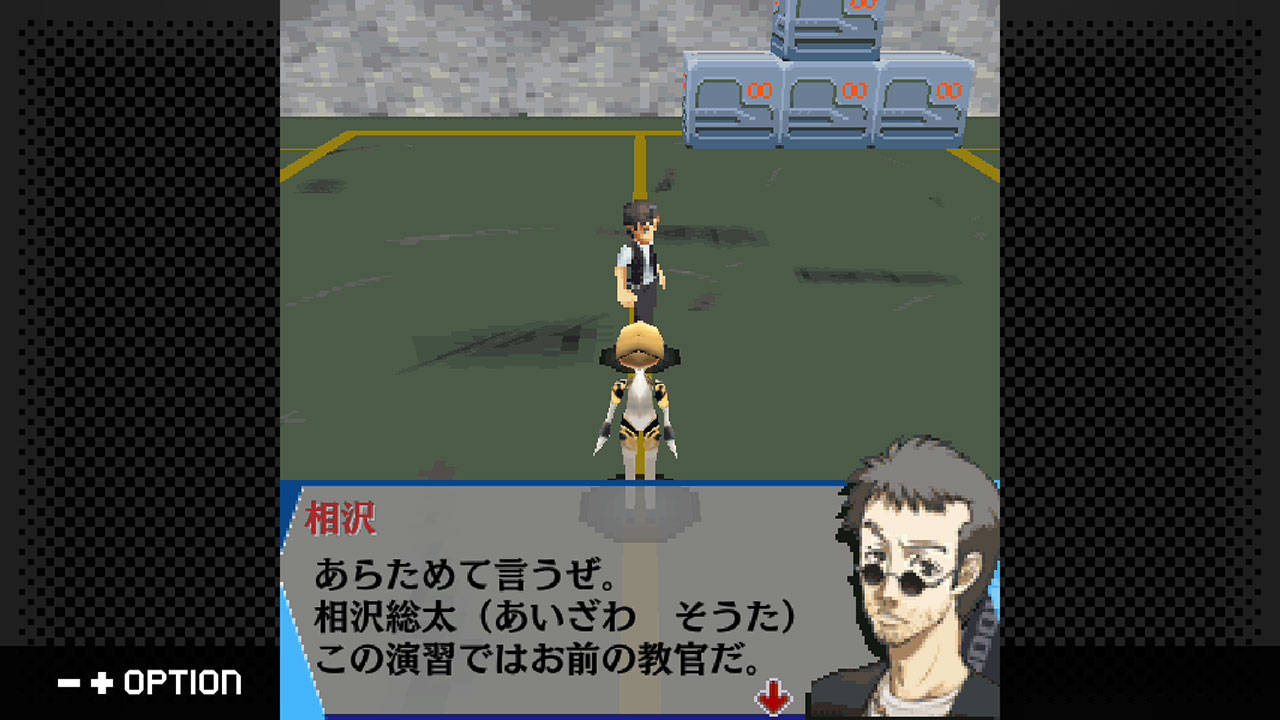 相沢
あらためて言うぜ。
相沢総太（あいざわ　そうた）
この演習ではお前の教官だ。
− + OPTION